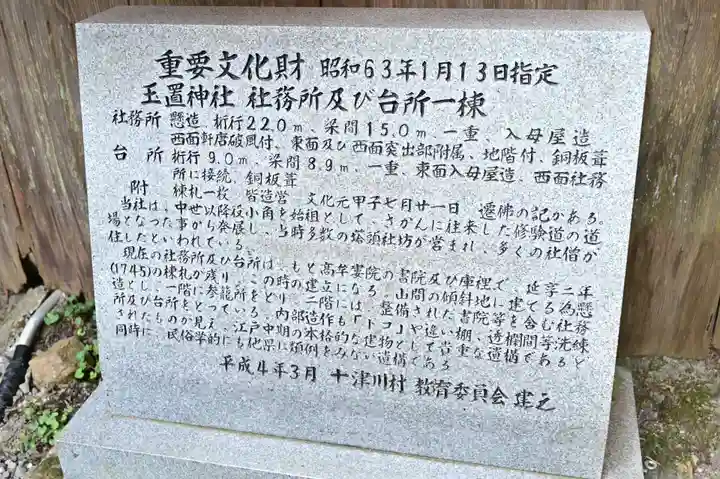 重要文化財 昭和63年1月13日指定
玉置神社 社務所及び台所一棟
社務所 懸造 桁行22.0m、梁間15.0m、一重、入母屋造
西面軒唐破風付、東面及び西面突出部附属、地階付、銅板葺
台所 桁行9.0m、梁間8.9m、一重、東面入母屋造、西面社務
所に接続、銅板葺
附 棟札一枚 皆造営 文化元甲子七月廿一日 遷佛の記がある。
当社は、中世以降役小角を始祖として、さかんに往来した修験道の道
場となった事から発展し、当時多数の塔頭社坊が営まれ、多くの社僧が
住したといわれている。
現在の社務所及び台所は、もと高牟婁院の書院及び庫裡で、延享二年
(1745)の棟札が残り、この時の建立になる。山間の傾斜地に建てる為懸
造とし、一階に参籠所をとり、二階には、整備された書院等を含む社務
所及び台所をとっている。内部造作も「トコ」や違い棚、透欄間等洗練
されたものが見え、江戸中期の本格的な建物として貴重な遺構であると
同時に、民俗学的にも他県に類例をみない遺構である
平成4年3月 十津川村 教育委員会 建之